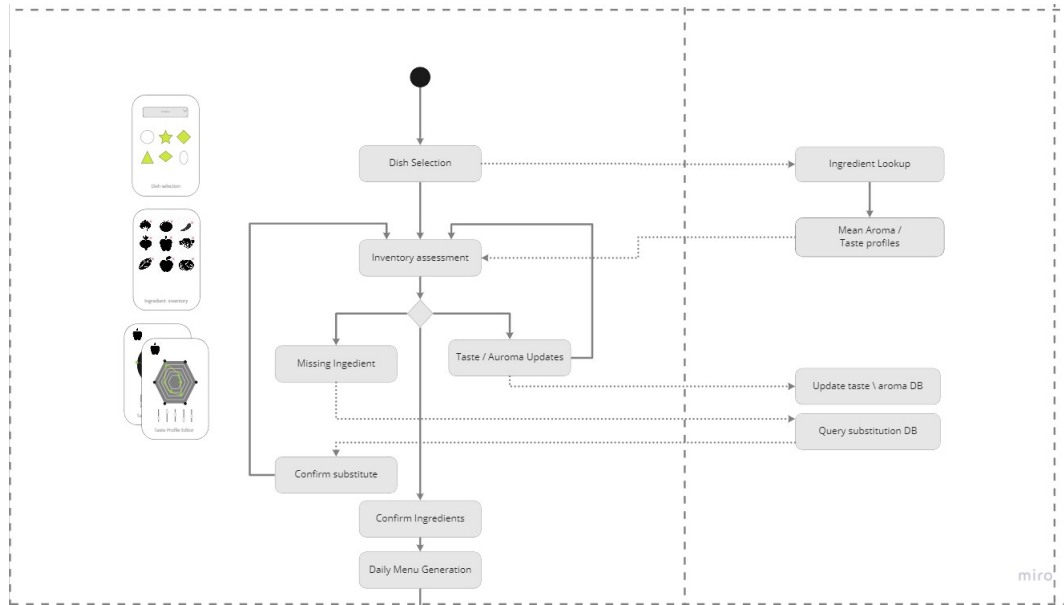 Dish selection
Ingredient Inventory
Taste Profile Editor
Dish Selection
Ingredient Lookup
Mean Aroma /
Taste profiles
Inventory assessment
Missing Ingedient
Taste / Auroma Updates
Update taste \ aroma DB
Query substitution DB
Confirm substitute
Confirm Ingredients
Daily Menu Generation
miro